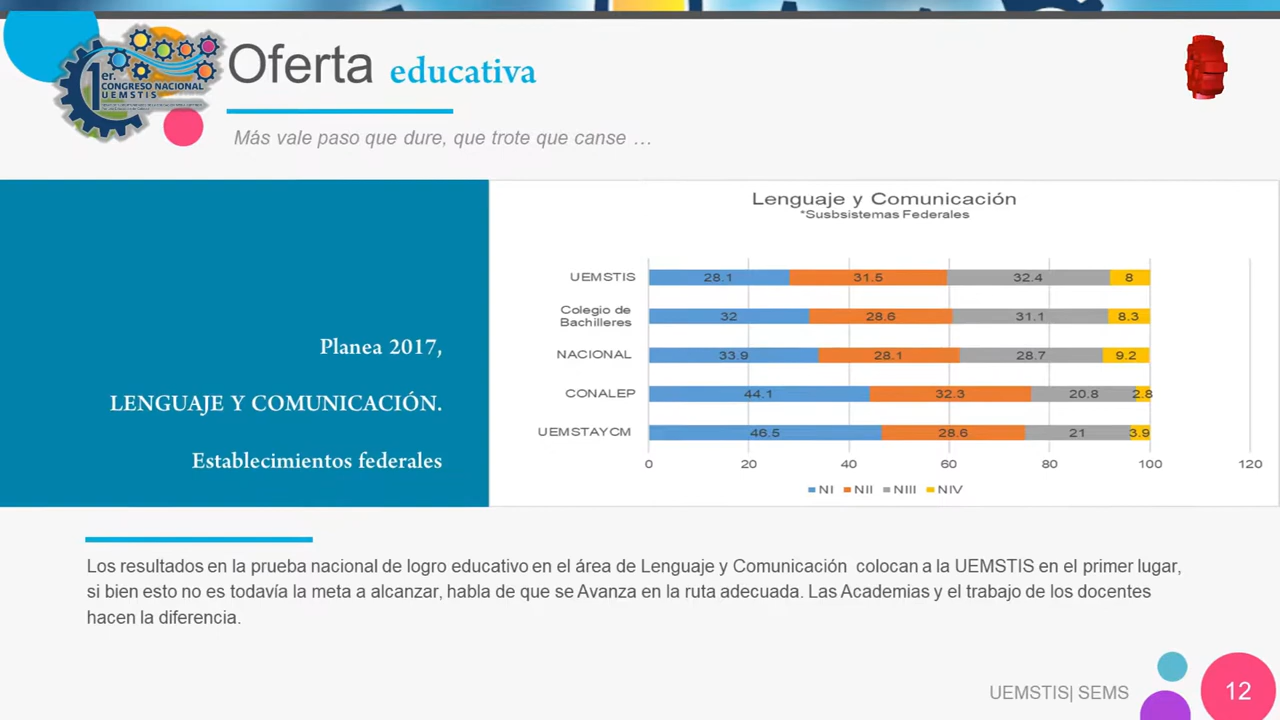 1er.
CONGRESO NACIONAL
UEMSTIS
Oferta educativa
Más vale paso que dure, que trote que canse …
Planea 2017,
LENGUAJE Y COMUNICACIÓN.
Establecimientos federales
Lenguaje y Comunicación
*Susbsistemas Federales
UEMSTIS 28.1 31.5 32.4 8
Colegio de
Bachilleres 32 28.6 31.1 8.3
NACIONAL 33.9 28.1 28.7 9.2
CONALEP 44.1 32.3 20.8 2.8
UEMSTAYCM 46.5 28.6 21 3.9
0 20 40 60 80 100 120
NI NII NIII NIV
Los resultados en la prueba nacional de logro educativo en el área de Lenguaje y Comunicación colocan a la UEMSTIS en el primer lugar,
si bien esto no es todavía la meta a alcanzar, habla de que se Avanza en la ruta adecuada. Las Academias y el trabajo de los docentes
hacen la diferencia.
UEMSTIS| SEMS
12